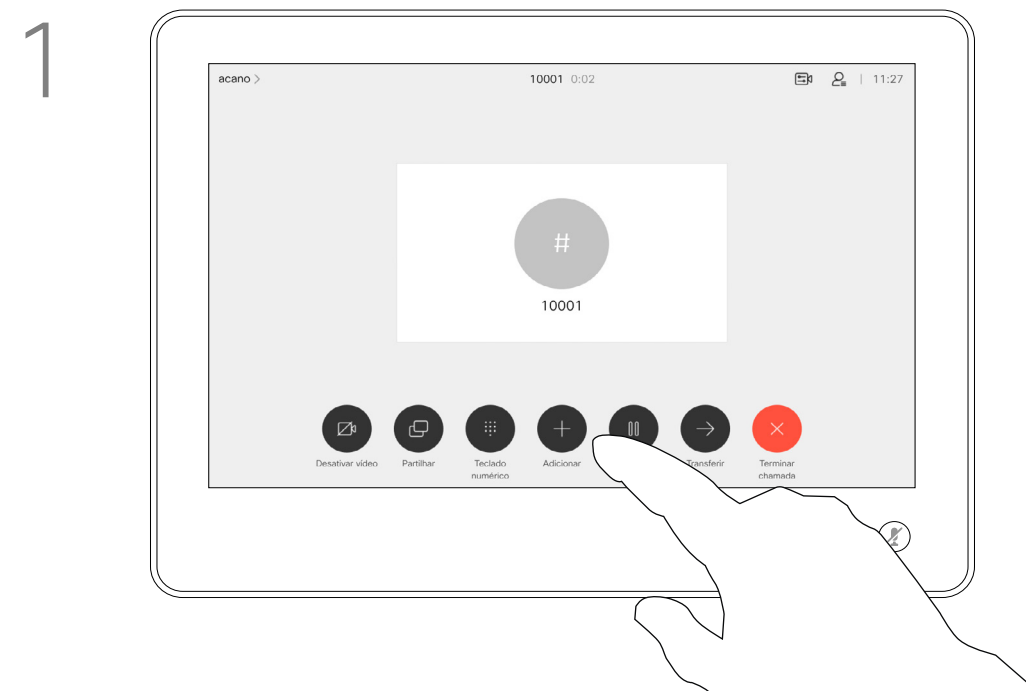 1
acano >
10001 0:02
11:27
#
10001
Desativar vídeo
Partilhar
Teclado
numérico
Adicionar
Transferir
Terminar
chamada